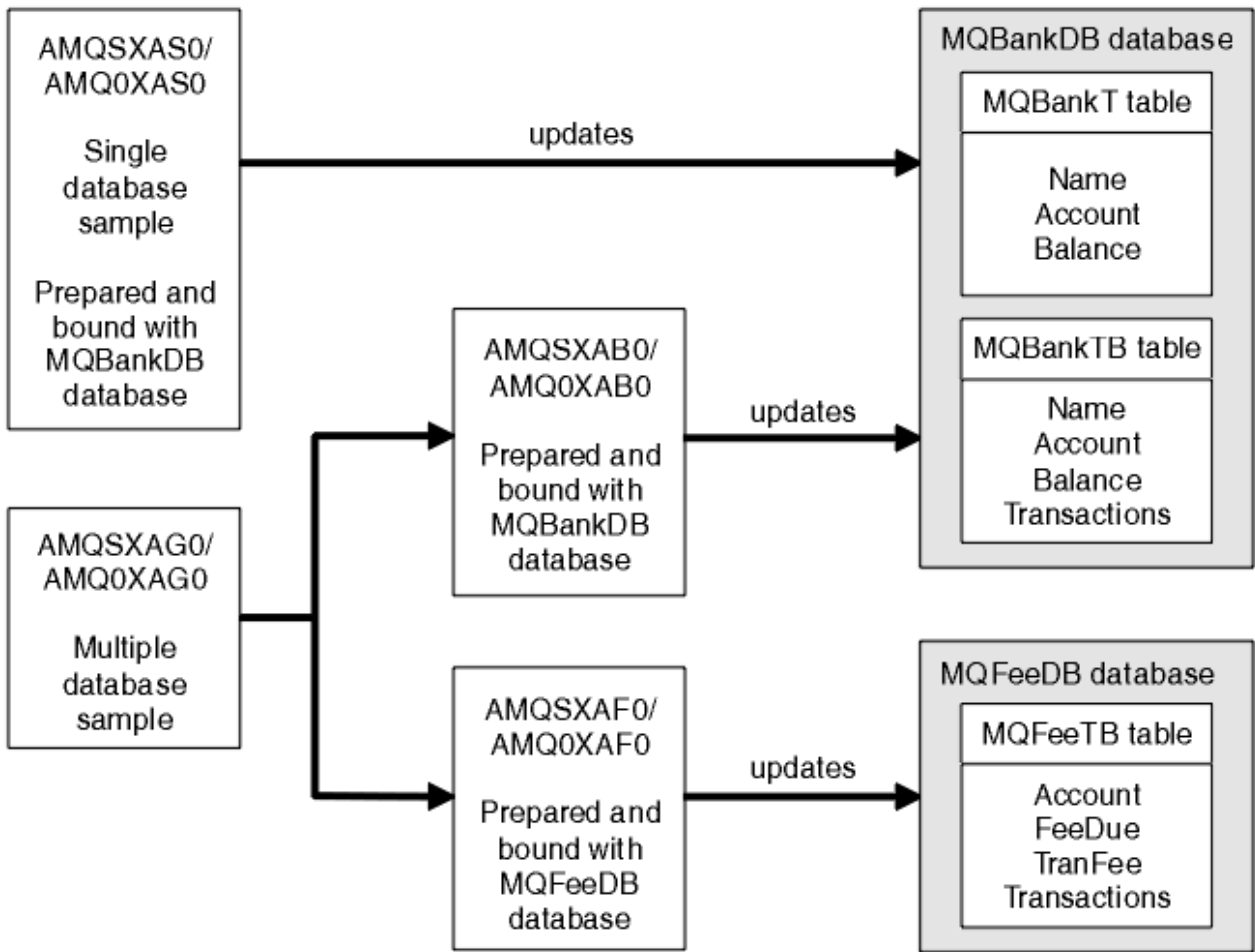 AMQSXAS0/
AMQ0XAS0
Single
database
sample
Prepared and
bound with
MQBankDB
database
updates
MQBankDB database
MQBankT table
Name
Account
Balance
MQBankTB table
Name
Account
Balance
Transactions
AMQSXAG0/
AMQ0XAG0
Multiple
database
sample
AMQSXAB0/
AMQ0XAB0
Prepared and
bound with
MQBankDB
database
updates
AMQSXAF0/
AMQ0XAF0
Prepared and
bound with
MQFeeDB
database
updates
MQFeeDB database
MQFeeTB table
Account
FeeDue
TranFee
Transactions